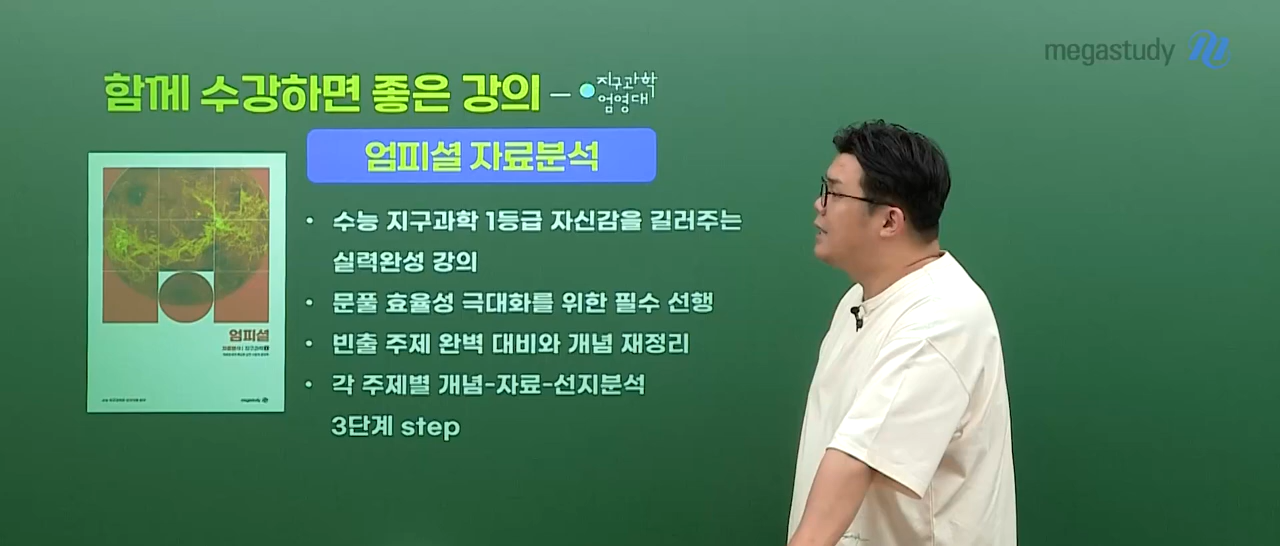 megastudy
함께 수강하면 좋은 강의 – 지구과학
엄영대
엄피셜 자료분석
• 수능 지구과학 1등급 자신감을 길러주는
실력완성 강의
• 문풀 효율성 극대화를 위한 필수 선행
• 빈출 주제 완벽 대비와 개념 재정리
• 각 주제별 개념-자료-선지분석
3단계 step
엄피셜
megastudy